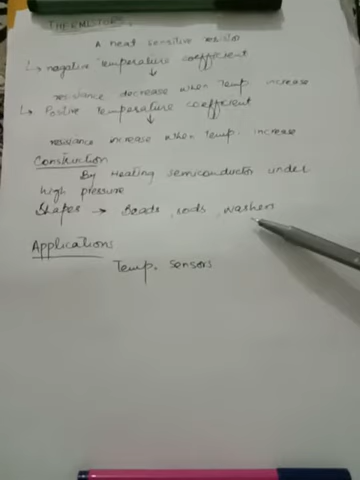 THERMISTORS.
A heat sensitive resistor
↳ negative Temperature coefficient
↓
resistance decrease when Temp. increase
↳ Positive Temperature coefficient
↓
resistance increase when Temp. increase
Construction
By Heating semiconductor under
high pressure
Shapes → Beads, rods, washers
Applications
Temp. Sensors